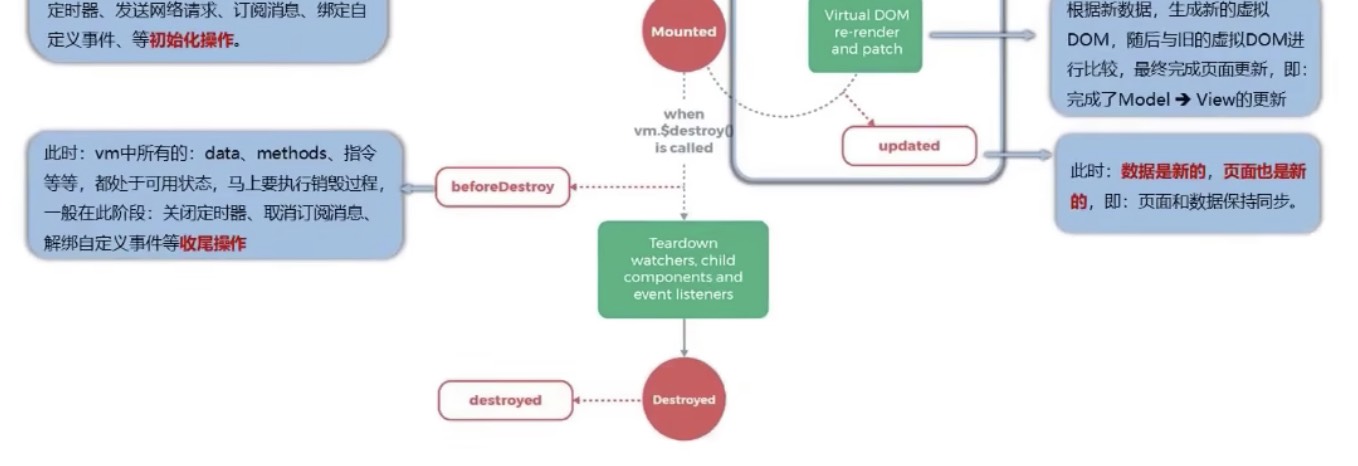 定时器、发送网络请求、订阅消息、绑定自
定义事件、等初始化操作。
Mounted
Virtual DOM
re-render
and patch
根据新数据，生成新的虚拟
DOM，随后与旧的虚拟DOM进
行比较，最终完成页面更新，即：
完成了Model ➔ View的更新
when
vm.$destroy()
is called
updated
此时：数据是新的，页面也是新
的，即：页面和数据保持同步。
此时：vm中所有的：data、methods、指令
等等，都处于可用状态，马上要执行销毁过程，
一般在此阶段：关闭定时器、取消订阅消息、
解绑自定义事件等收尾操作
beforeDestroy
Teardown
watchers, child
components and
event listeners
destroyed
Destroyed